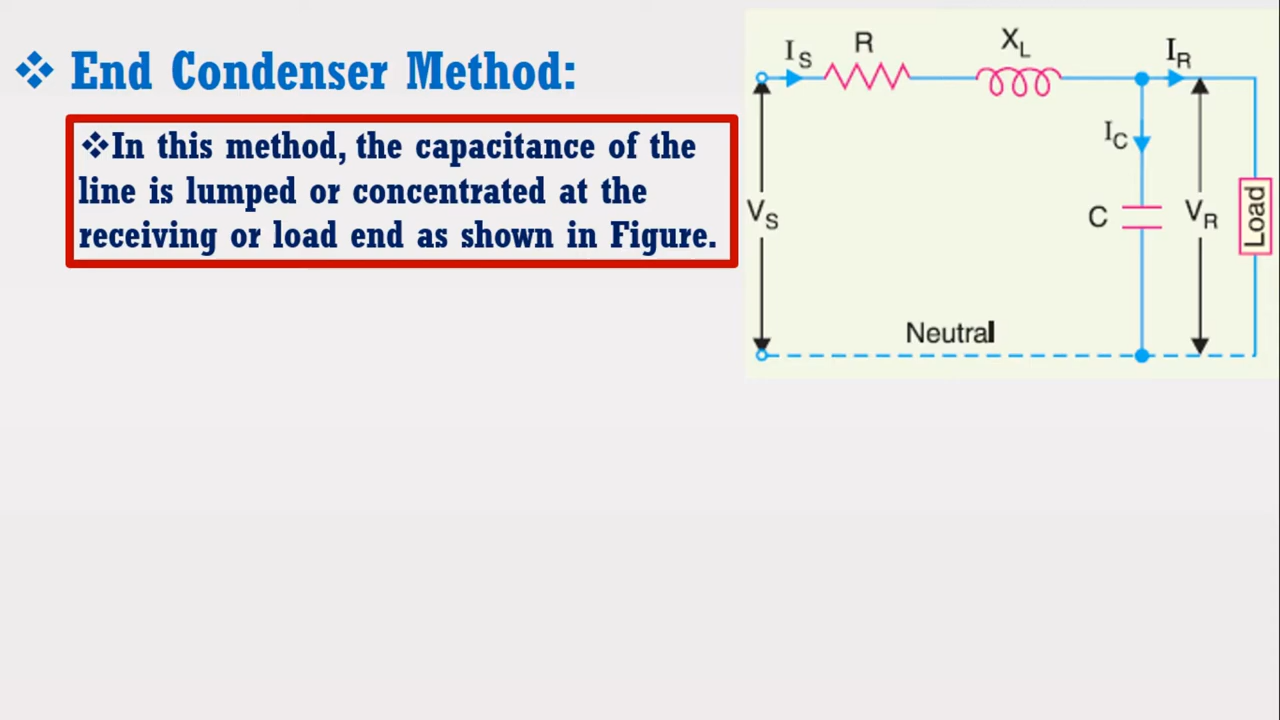 ❖ End Condenser Method:
❖In this method, the capacitance of the
line is lumped or concentrated at the
receiving or load end as shown in Figure.
I_S R X_L I_R
I_C
V_S C V_R Load
Neutral